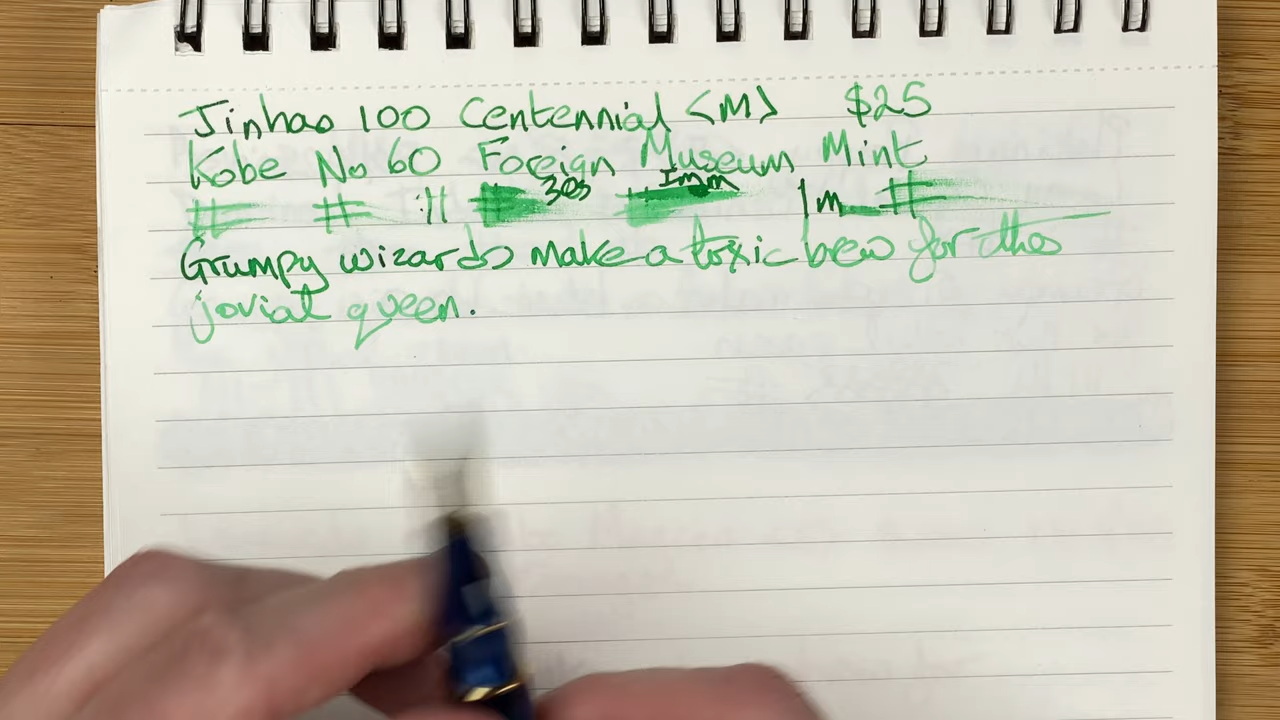 Jinhao 100 Centennial <M> $25
Kobe No 60 Foreign Museum Mint
# # :11 # 30s 1mm 1m #
Grumpy wizards make a toxic brew for the
jovial queen.